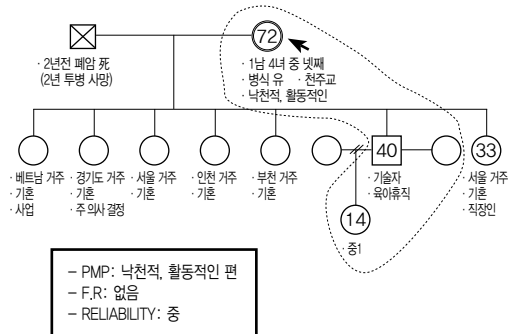 72
· 2년전 폐암 死
(2년 투병 사망)
· 1남 4녀 중 넷째
· 병식 유 · 천주교
· 낙천적, 활동적인
40
33
· 베트남 거주
· 기혼
· 사업
· 경기도 거주
· 기혼
· 주 의사 결정
· 서울 거주
· 기혼
· 인천 거주
· 기혼
· 부천 거주
· 기혼
· 기술자
· 육아휴직
· 서울 거주
· 기혼
· 직장인
14
· 중1
– PMP: 낙천적, 활동적인 편
– F.R: 없음
– RELIABILITY: 중